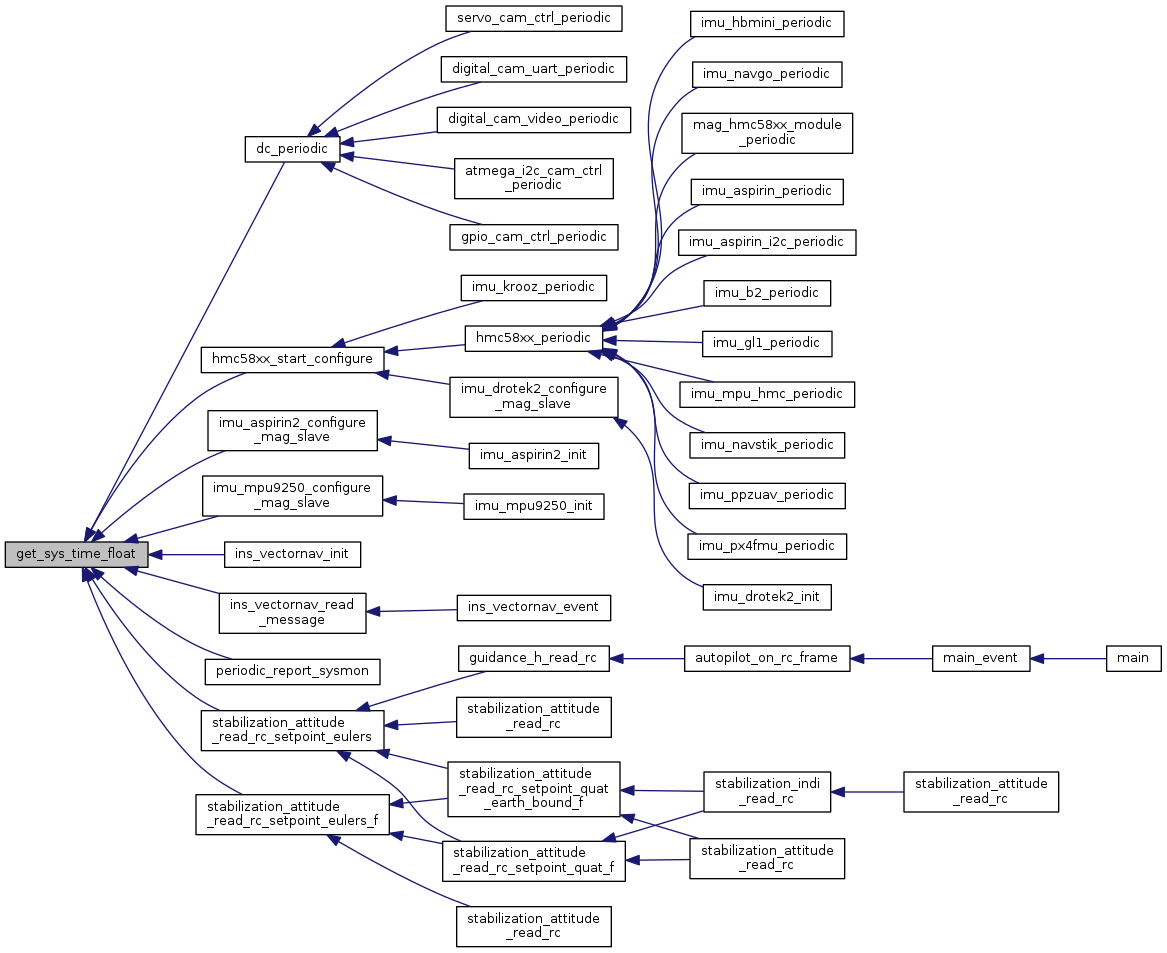 servo_cam_ctrl_periodic
digital_cam_uart_periodic
digital_cam_video_periodic
dc_periodic
atmega_i2c_cam_ctrl
_periodic
gpio_cam_ctrl_periodic
imu_krooz_periodic
hmc58xx_periodic
hmc58xx_start_configure
imu_drotek2_configure
_mag_slave
imu_aspirin2_configure
_mag_slave
imu_aspirin2_init
imu_mpu9250_configure
_mag_slave
imu_mpu9250_init
get_sys_time_float
ins_vectornav_init
ins_vectornav_read
_message
ins_vectornav_event
periodic_report_sysmon
imu_hbmini_periodic
imu_navgo_periodic
mag_hmc58xx_module
_periodic
imu_aspirin_periodic
imu_aspirin_i2c_periodic
imu_b2_periodic
imu_gl1_periodic
imu_mpu_hmc_periodic
imu_navstik_periodic
imu_ppzuav_periodic
imu_px4fmu_periodic
imu_drotek2_init
guidance_h_read_rc
autopilot_on_rc_frame
main_event
main
stabilization_attitude
_read_rc_setpoint_eulers
stabilization_attitude
_read_rc
stabilization_attitude
_read_rc_setpoint_quat
_earth_bound_f
stabilization_indi
_read_rc
stabilization_attitude
_read_rc
stabilization_attitude
_read_rc_setpoint_eulers_f
stabilization_attitude
_read_rc_setpoint_quat_f
stabilization_attitude
_read_rc
stabilization_attitude
_read_rc